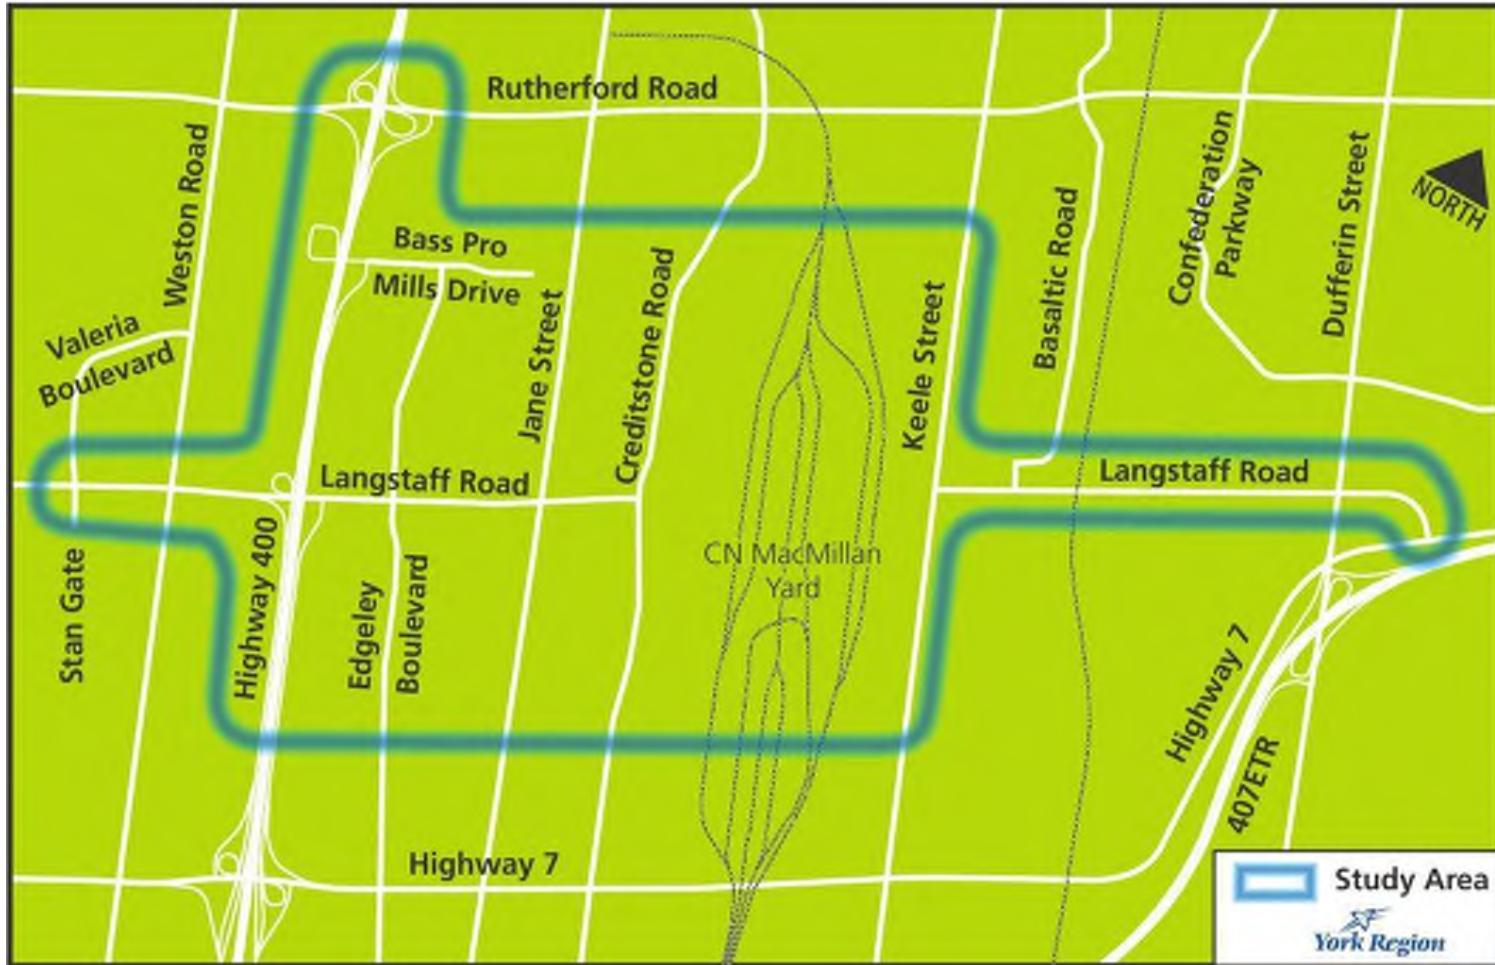 Rutherford Road
Weston Road
Confederation
Parkway
Dufferin Street
NORTH
Basaltic Road
Bass Pro
Mills Drive
Valeria
Boulevard
Jane Street
Creditstone Road
Keele Street
Langstaff Road
Langstaff Road
CN MacMillan
Yard
Stan Gate
Highway 400
Edgeley
Boulevard
Highway 7
407ETR
Highway 7
Study Area
York Region